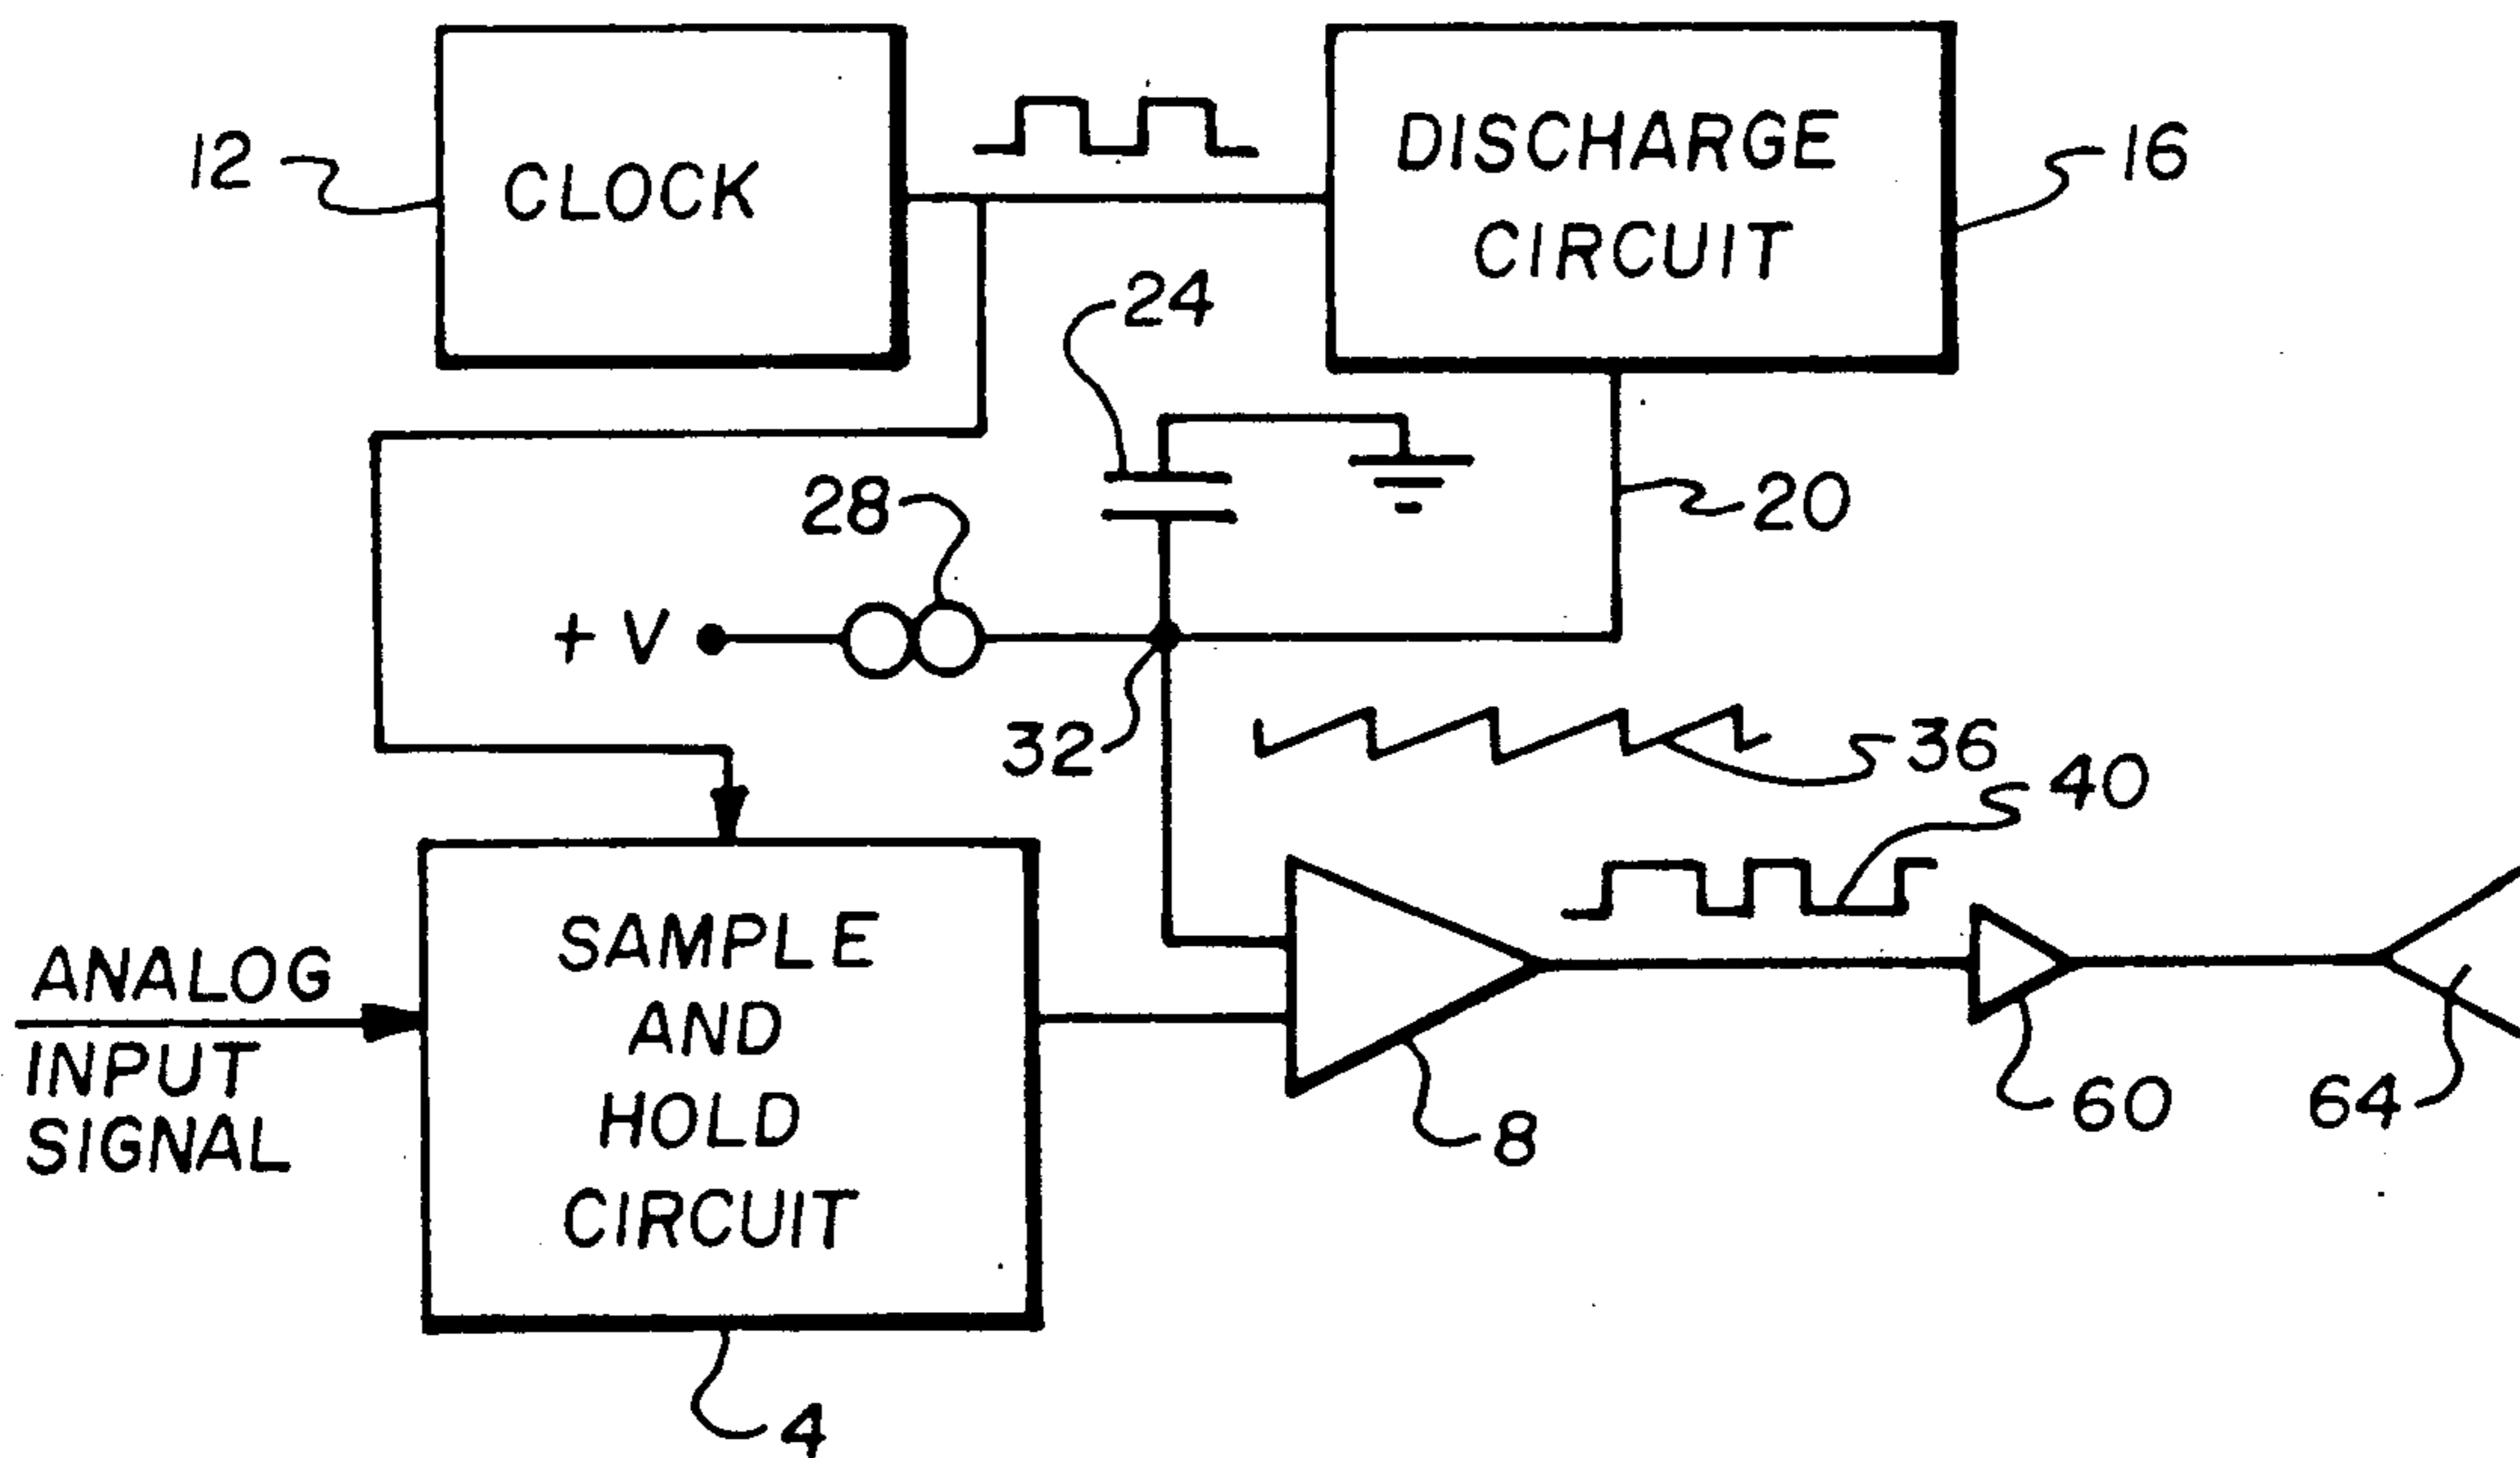 12
CLOCK
DISCHARGE
CIRCUIT
16
24
28
20
+ V
32
36
40
ANALOG
INPUT
SIGNAL
SAMPLE
AND
HOLD
CIRCUIT
8
60
64
4